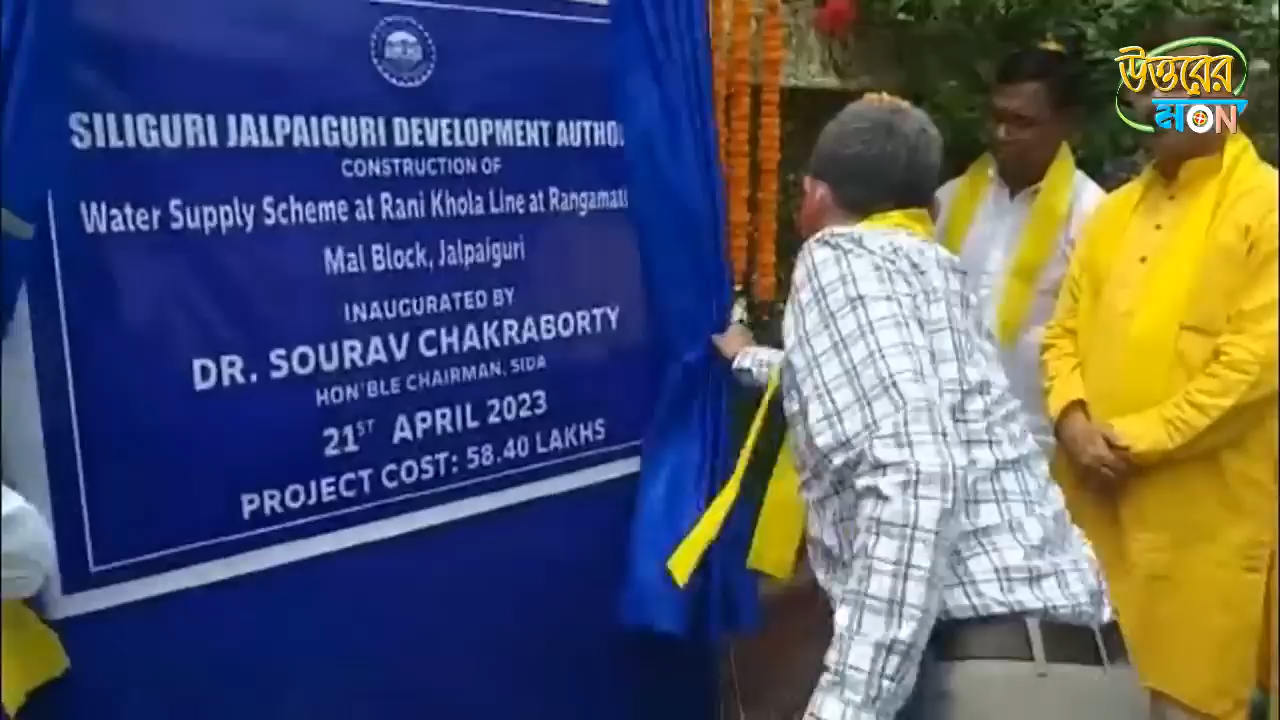 SILIGURI JALPAIGURI DEVELOPMENT AUTHO
CONSTRUCTION OF
Water Supply Scheme at Rani Khola Line at Rangamati
Mal Block, Jalpaiguri
INAUGURATED BY
DR. SOURAV CHAKRABORTY
HON'BLE CHAIRMAN, SJDA
21ST APRIL 2023
PROJECT COST: 58.40 LAKHS
উত্তরের
মON